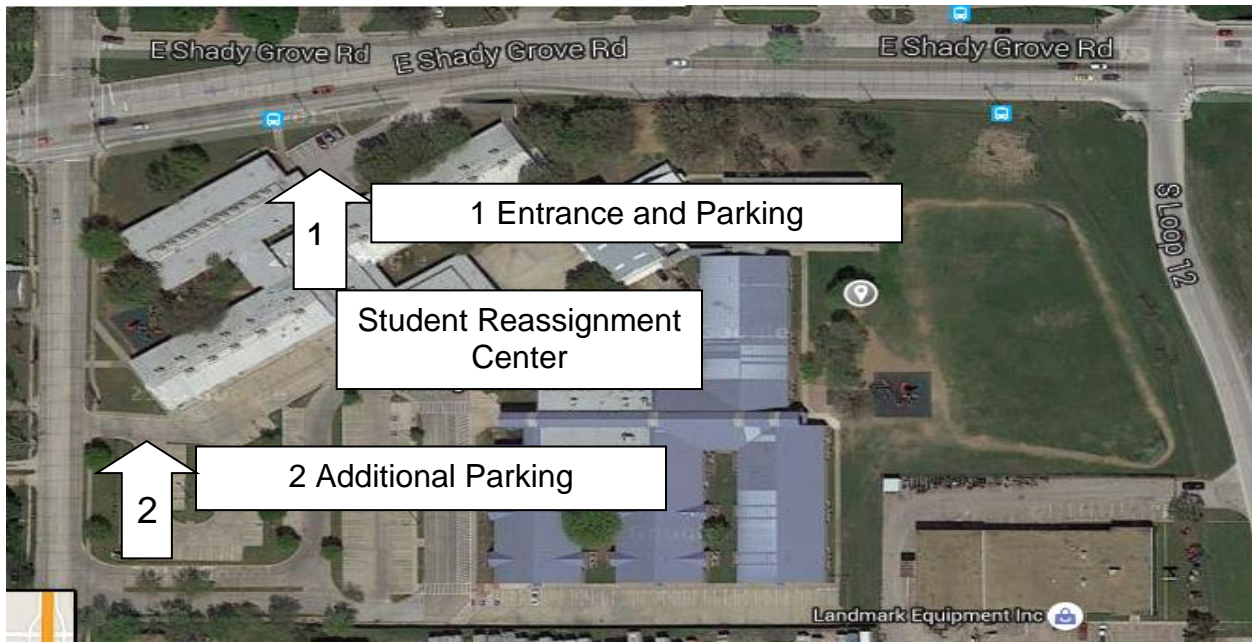 E Shady Grove Rd
E Shady Grove Rd
E Shady Grove Rd
1
1 Entrance and Parking
S Loop 12
Student Reassignment
Center
2 Additional Parking
2
Landmark Equipment Inc